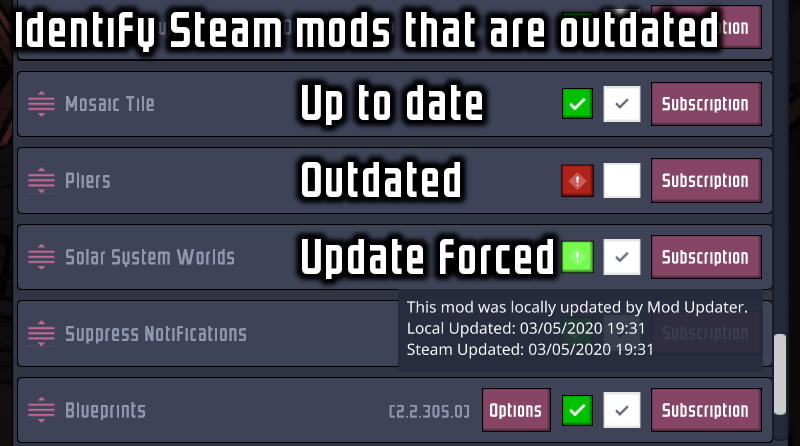 Identify Steam mods that are outdated
Mosaic Tile Up to date Subscription
Pliers Outdated Subscription
Solar System Worlds Update Forced Subscription
This mod was locally updated by Mod Updater.
Local Updated: 03/05/2020 19:31
Steam Updated: 03/05/2020 19:31
Suppress Notifications Subscription
Blueprints [2.2.305.0] Options Subscription